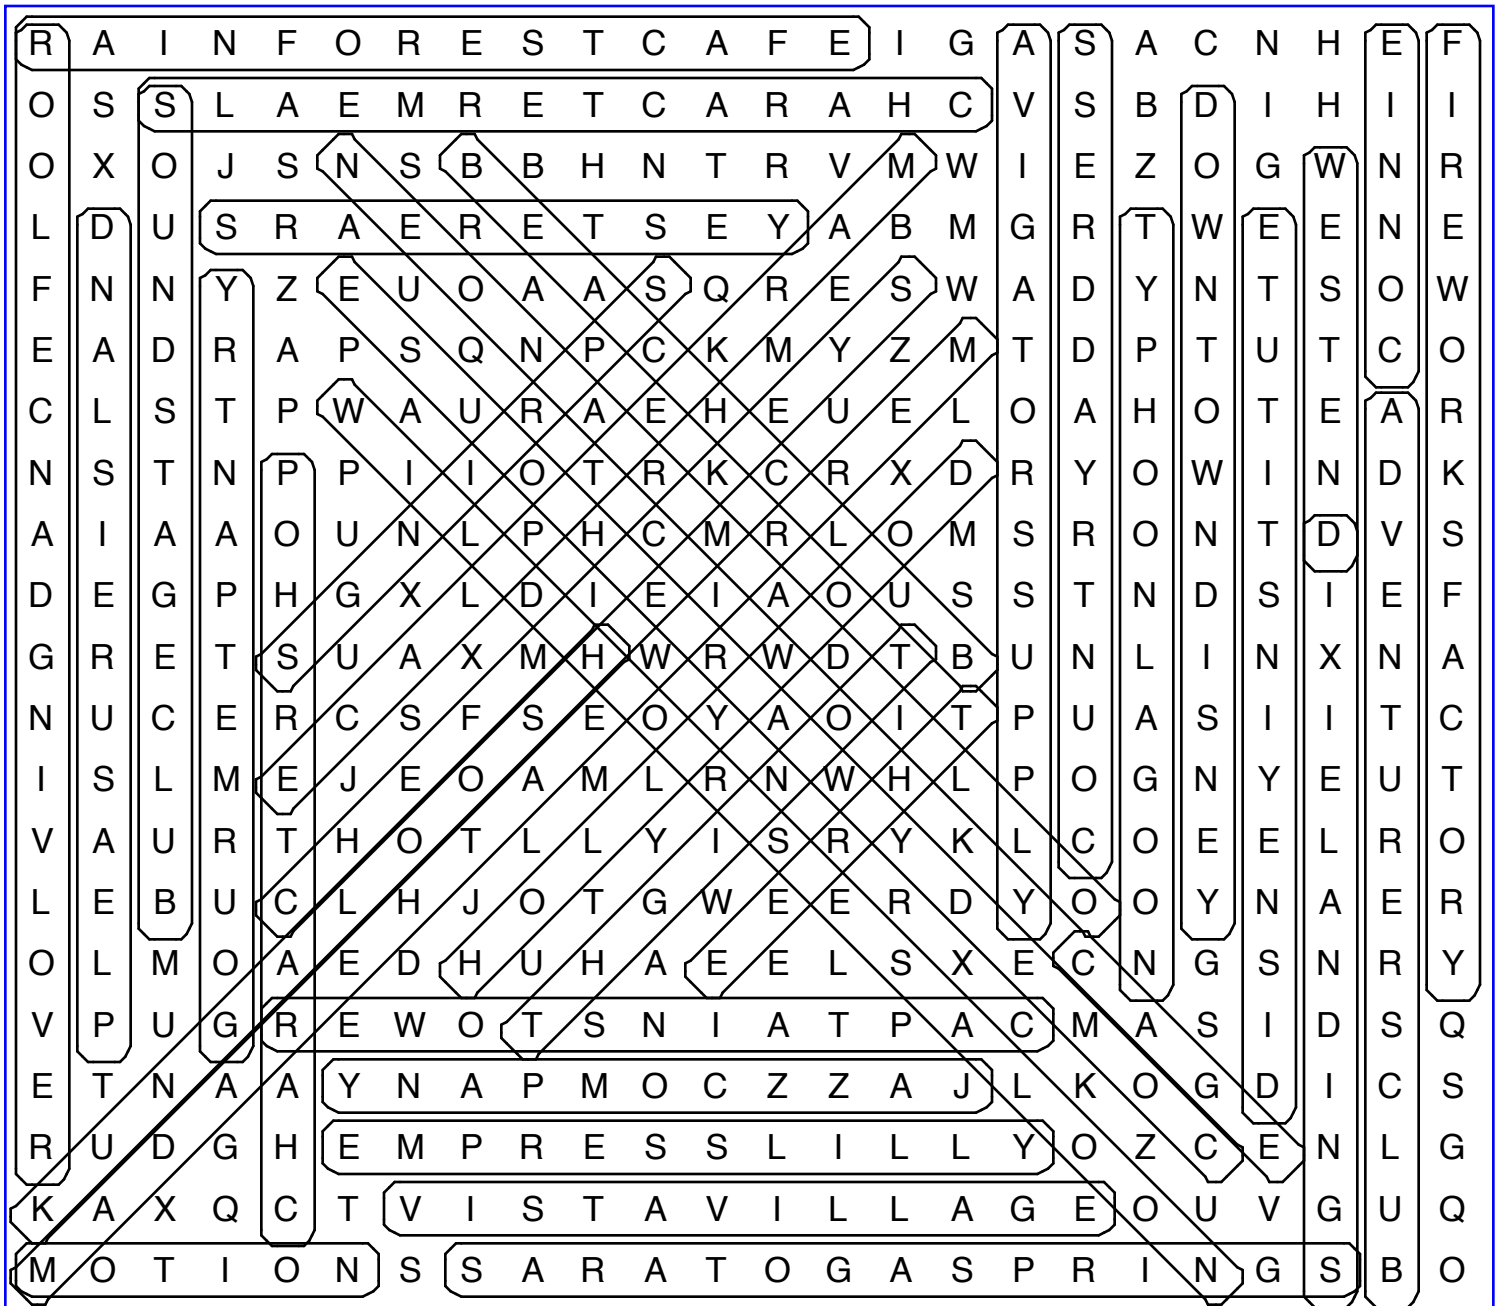 R A I N F O R E S T C A F E I G A S A C N H E F
O S S L A E M R E T C A R A H C V S B D I H I I
O X O J S N S B B H N T R V M W I E Z O G W N R
L D U S R A E R E T S E Y A B M G R T W E E N E
F N N Y Z E U O A A S Q R E S W A D Y N T S O W
E A D R A P S Q N P C K M Y Z M T D P T U T C O
C L S T P W A U R A E H E U E L O A H O T E A R
N S T N P P I I O T R K C R X D R Y O W I N D K
A I A A O U N L P H C M R L O M S R O N T D V S
D E G P H G X L D I E I A O U S S T N D S I E F
G R E T S U A X M H W R W D T B U N L I N X N A
N U C E R C S F S E O Y A O I T P U A S I I T C
I S L M E J E O A M L R N W H L P O G N Y E U T
V A U R T H O T L L Y I S R Y K L C O E E L R O
L E B U C L H J O T G W E E R D Y O O Y N A E R
O L M O A E D H U H A E E L S X E C N G S N R Y
V P U G R E W O T S N I A T P A C M A S I D S Q
E T N A A Y N A P M O C Z Z A J L K O G D I C S
R U D G H E M P R E S S L I L L Y O Z C E N L G
K A X Q C T V I S T A V I L L A G E O U V G U Q
M O T I O N S S A R A T O G A S P R I N G S B O